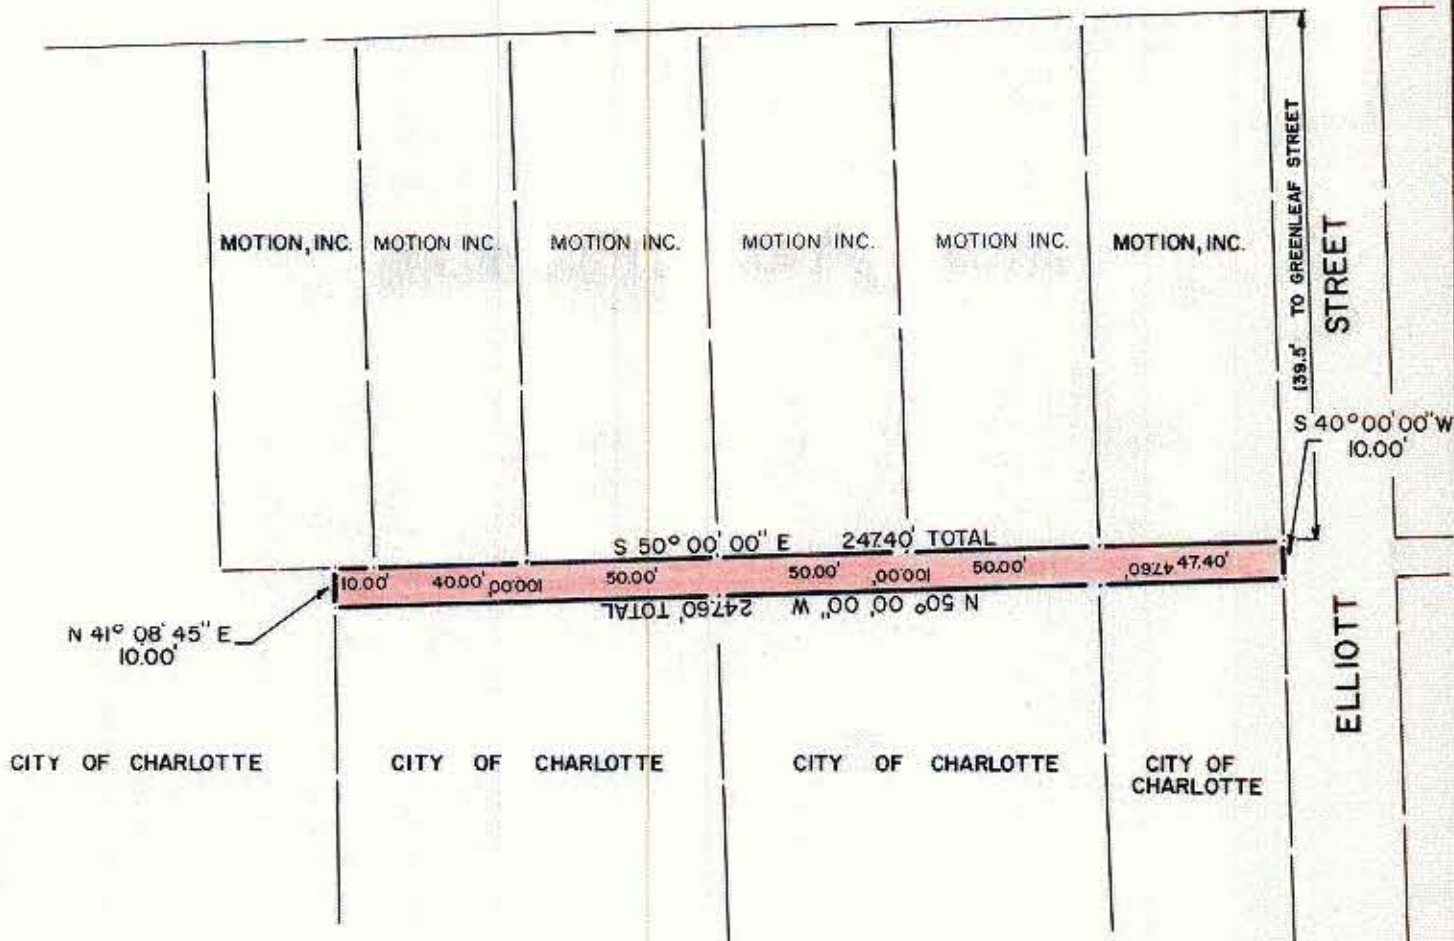 MOTION, INC. MOTION INC. MOTION INC. MOTION INC. MOTION INC. MOTION, INC.
139.5' TO GREENLEAF STREET
STREET
S 40° 00' 00" W
10.00'
S 50° 00' 00" E 247.40' TOTAL
10.00' 40.00' 100.00' 50.00' 50.00' 100.00' 50.00' 47.60' 47.40'
N 50° 00' 00" W 247.60' TOTAL
N 41° 08' 45" E
10.00'
ELLIOTT
CITY OF CHARLOTTE CITY OF CHARLOTTE CITY OF CHARLOTTE CITY OF
CHARLOTTE